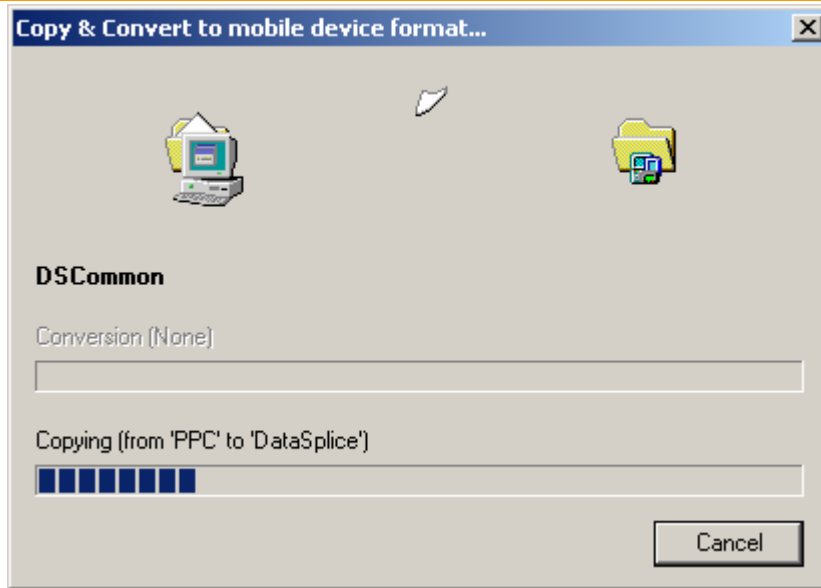 Copy & Convert to mobile device format...
DSCommon
Conversion (None)
Copying (from 'PPC' to 'DataSplice')
Cancel